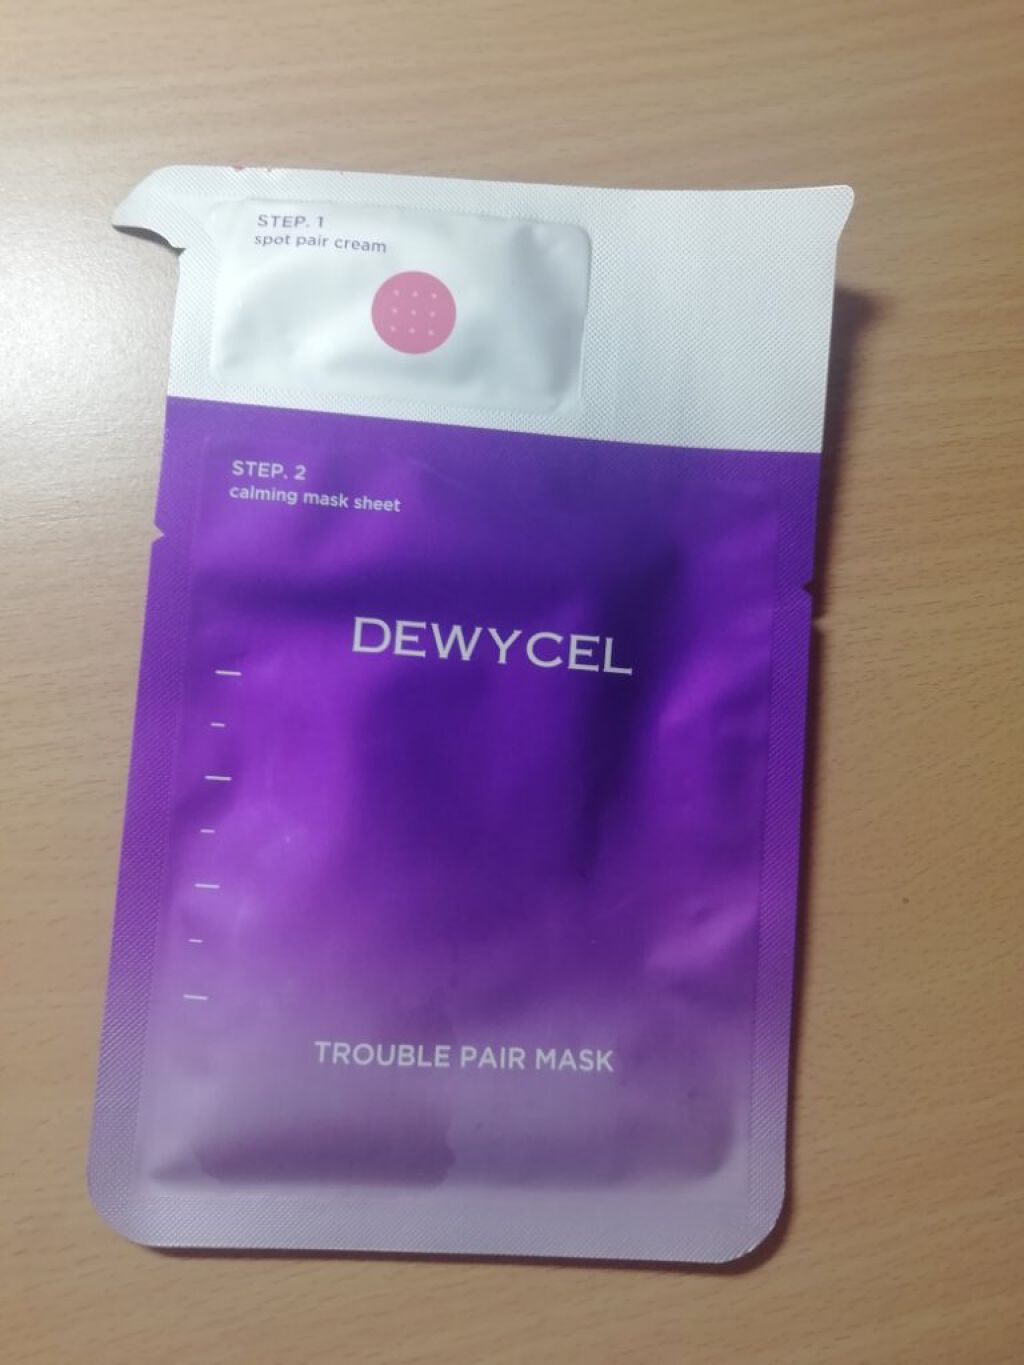 STEP. 1
spot pair cream
STEP. 2
calming mask sheet
DEWYCEL
TROUBLE PAIR MASK